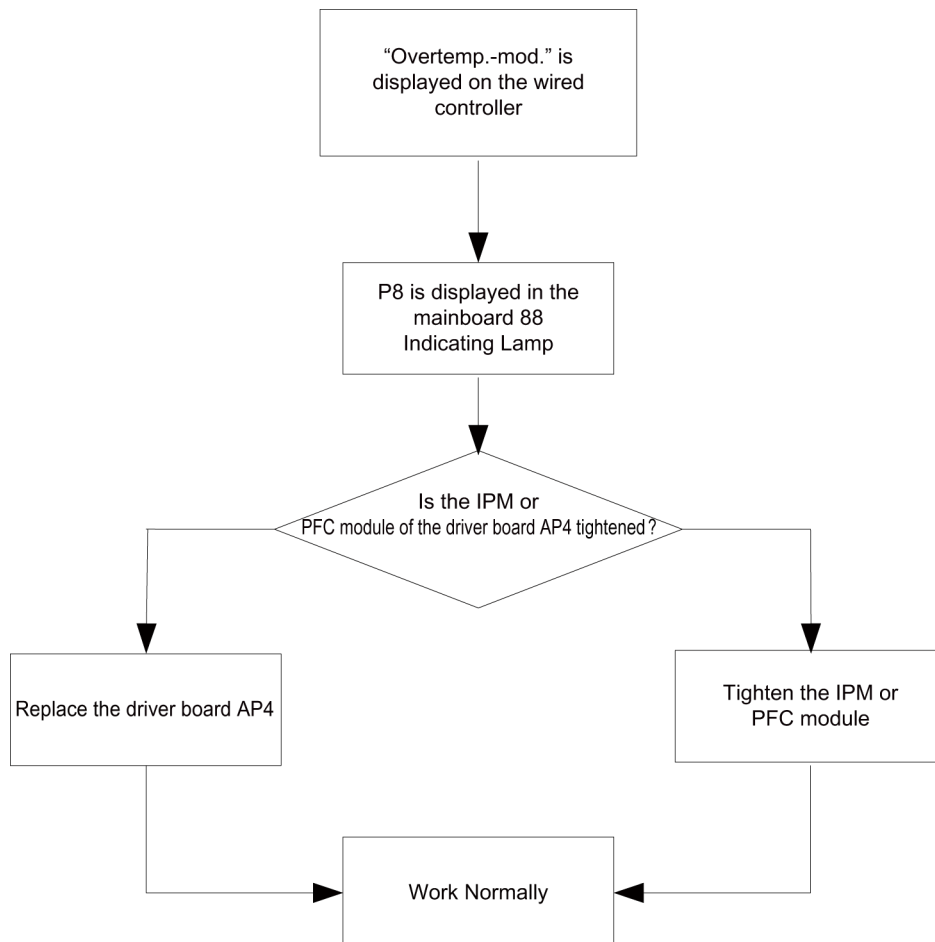 “Overtemp.-mod.” is
displayed on the wired
controller
P8 is displayed in the
mainboard 88
Indicating Lamp
Is the IPM or
PFC module of the driver board AP4 tightened?
Replace the driver board AP4
Tighten the IPM or
PFC module
Work Normally